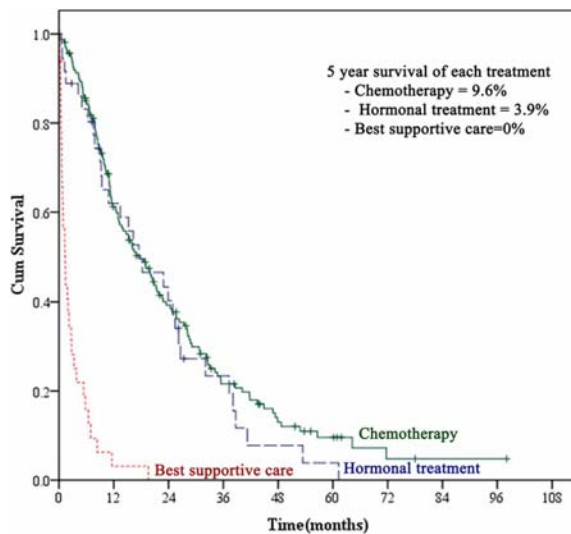 5 year survival of each treatment
- Chemotherapy = 9.6%
- Hormonal treatment = 3.9%
- Best supportive care=0%
Cum Survival
1.0
0.8
0.6
0.4
0.2
0.0
Chemotherapy
Best supportive care
Hormonal treatment
0 12 24 36 48 60 72 84 96 108
Time(months)